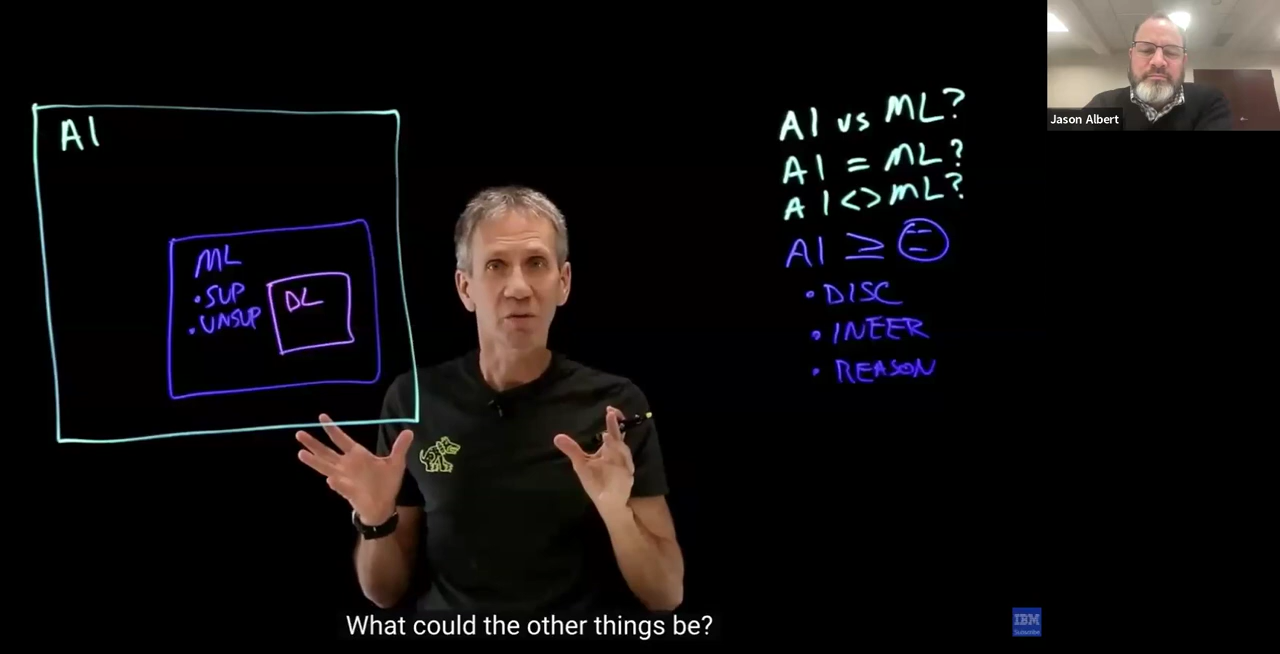 AI
ML
• SUP
• UNSUP
DL
AI vs ML?
AI = ML?
AI <> ML?
AI ≥
• DISC
• INFER
• REASON
Jason Albert
What could the other things be?
IBM
Subscribe